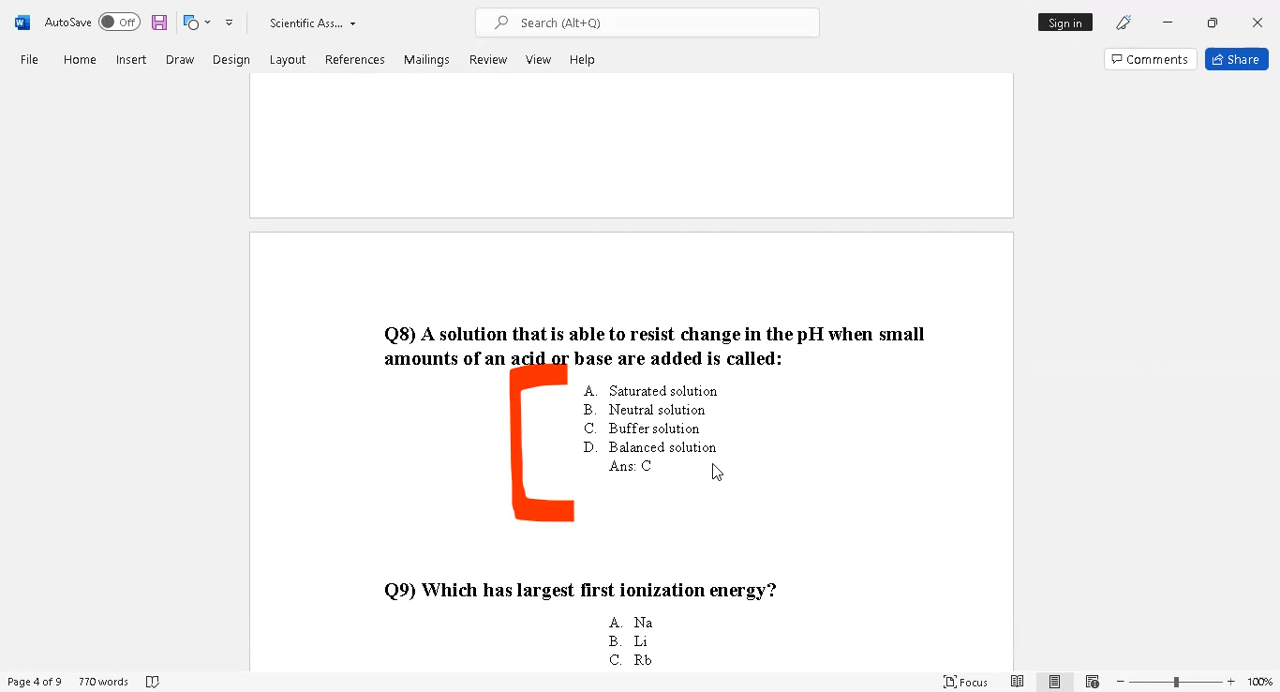 AutoSave Off Scientific Ass... Search (Alt+Q) Sign in
File Home Insert Draw Design Layout References Mailings Review View Help Comments Share
Q8) A solution that is able to resist change in the pH when small
amounts of an acid or base are added is called:
A. Saturated solution
B. Neutral solution
C. Buffer solution
D. Balanced solution
Ans: C
Q9) Which has largest first ionization energy?
A. Na
B. Li
C. Rb
Page 4 of 9 770 words Focus 100%